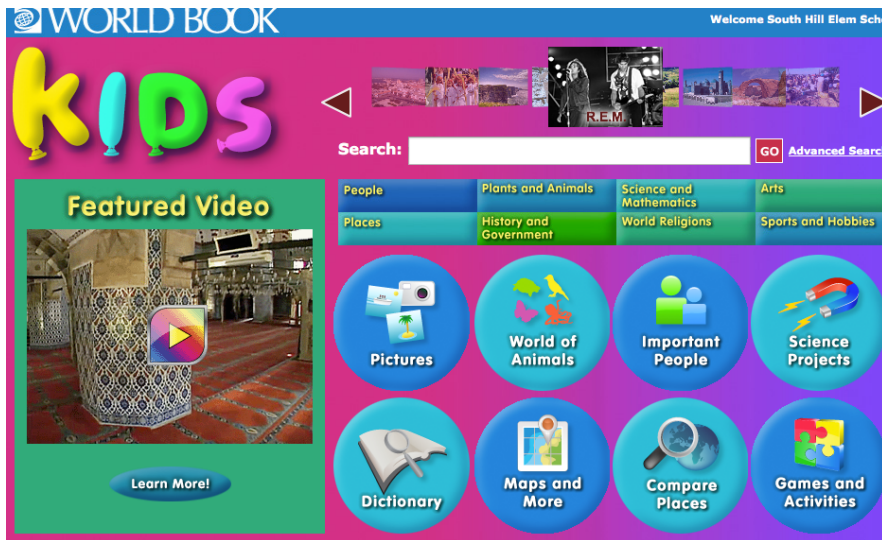 WORLD BOOK
Welcome South Hill Elem Scho
KIDS
R.E.M.
Search:
GO
Advanced Searc
Featured Video
Learn More!
People
Plants and Animals
Science and
Mathematics
Arts
Places
History and
Government
World Religions
Sports and Hobbies
Pictures
World of
Animals
Important
People
Science
Projects
Dictionary
Maps and
More
Compare
Places
Games and
Activities